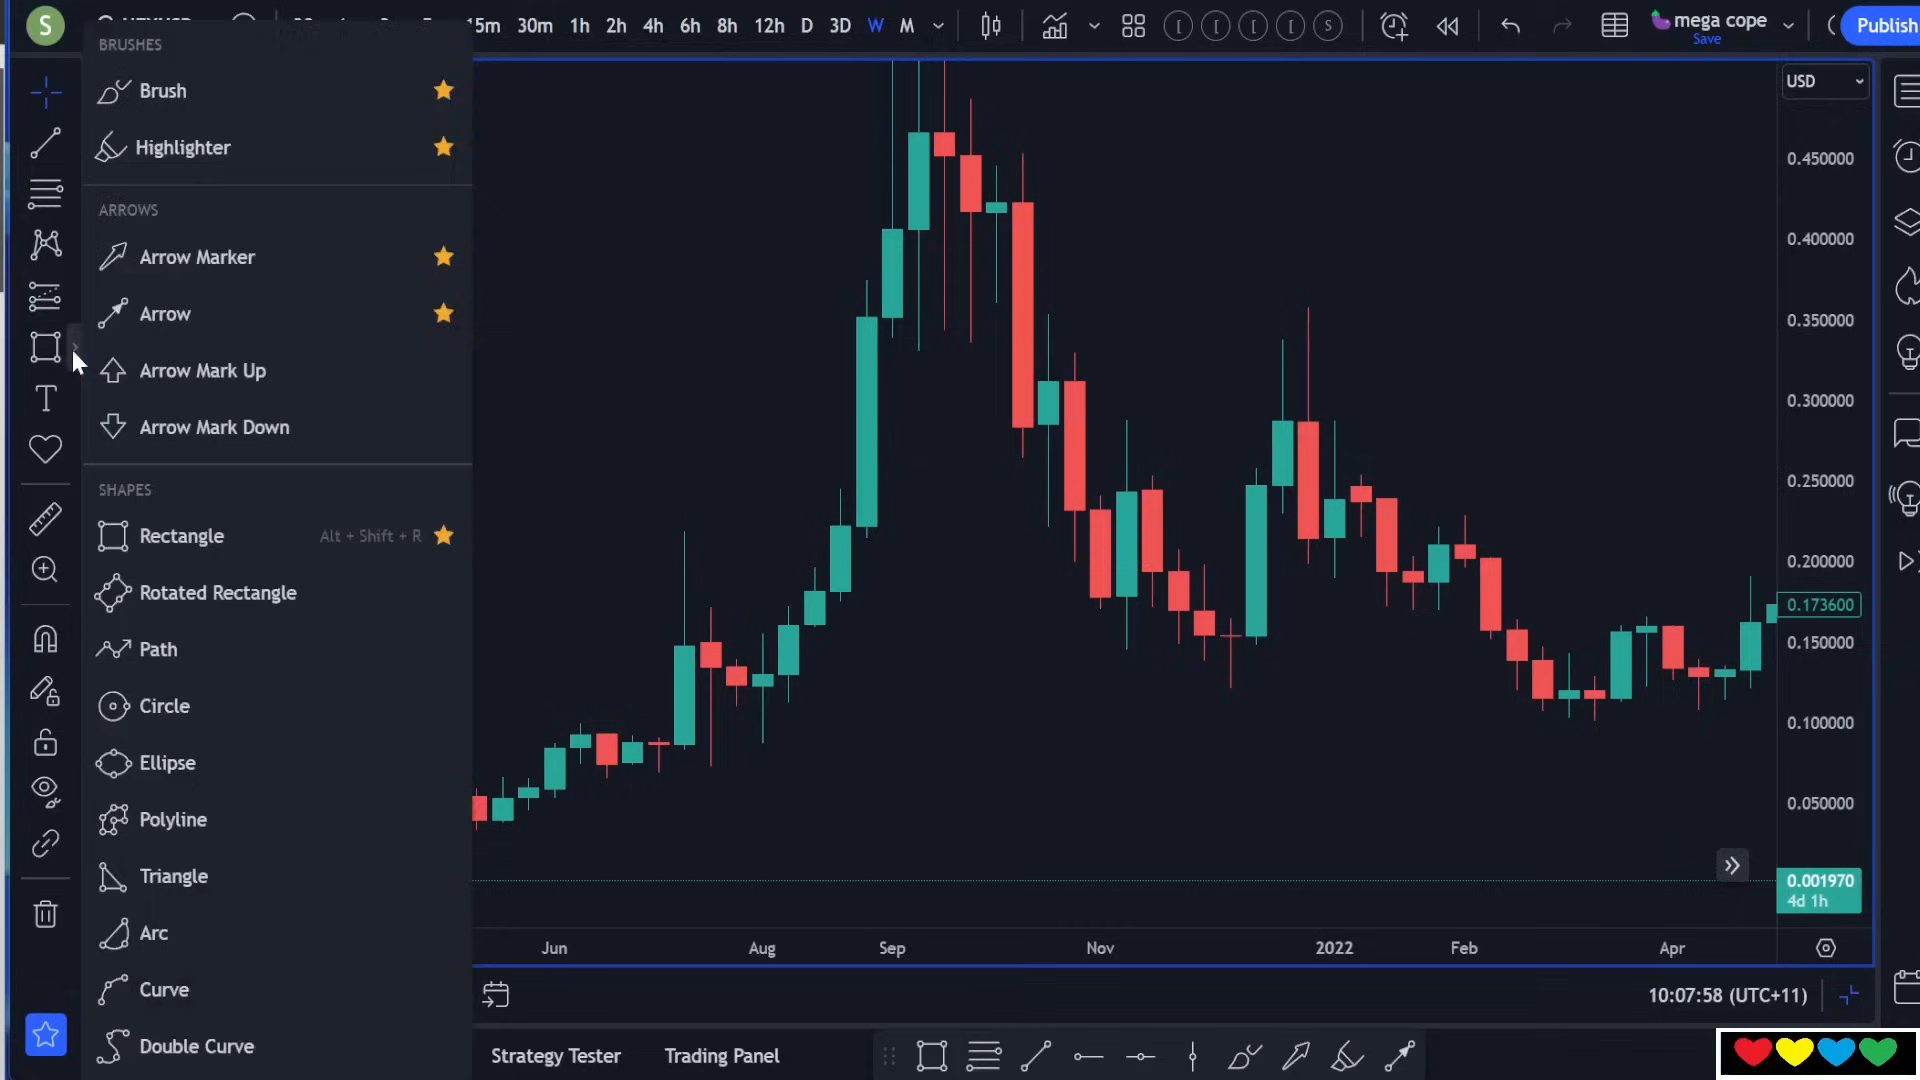 S
15m 30m 1h 2h 4h 6h 8h 12h D 3D W M
[ [ [ [ S
mega cope
Save
Publish
BRUSHES
Brush
Highlighter
ARROWS
Arrow Marker
Arrow
Arrow Mark Up
Arrow Mark Down
SHAPES
Rectangle Alt + Shift + R
Rotated Rectangle
Path
Circle
Ellipse
Polyline
Triangle
Arc
Curve
Double Curve
USD
0.450000
0.400000
0.350000
0.300000
0.250000
0.200000
0.173600
0.150000
0.100000
0.050000
0.001970
4d 1h
Jun Aug Sep Nov 2022 Feb Apr
10:07:58 (UTC+11)
Strategy Tester Trading Panel